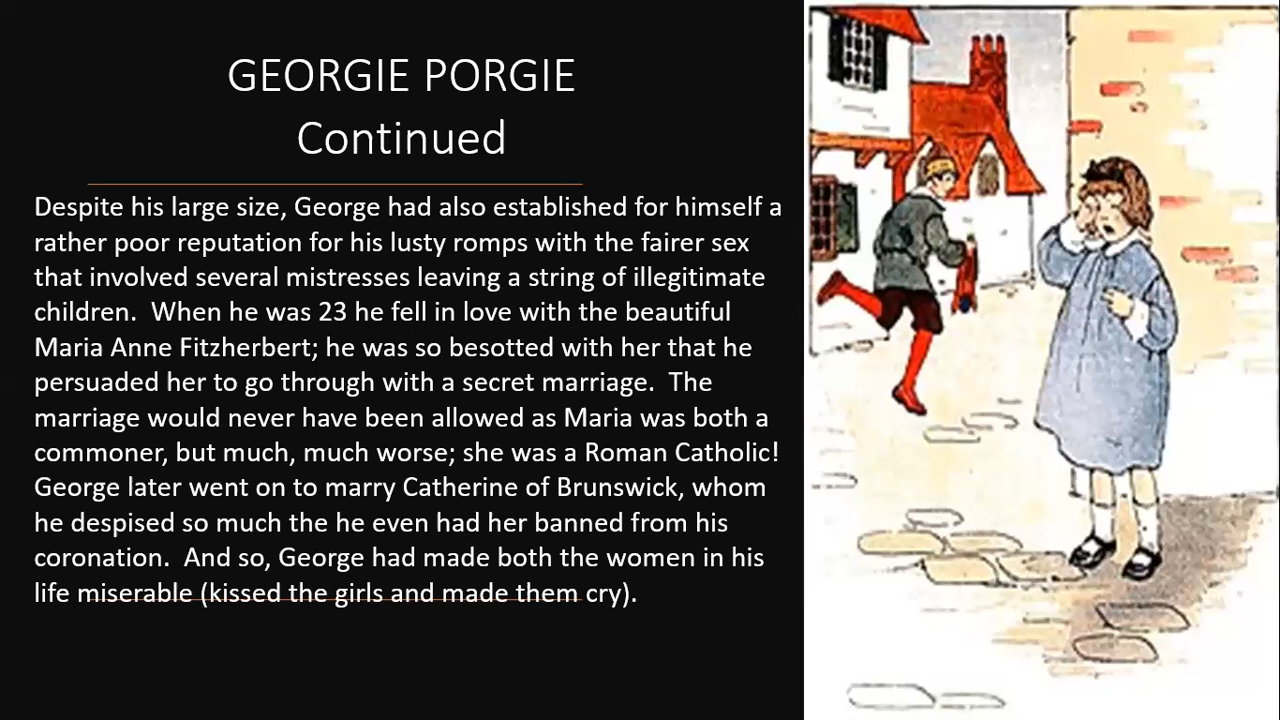 GEORGIE PORGIE
Continued
Despite his large size, George had also established for himself a
rather poor reputation for his lusty romps with the fairer sex
that involved several mistresses leaving a string of illegitimate
children.  When he was 23 he fell in love with the beautiful
Maria Anne Fitzherbert; he was so besotted with her that he
persuaded her to go through with a secret marriage.  The
marriage would never have been allowed as Maria was both a
commoner, but much, much worse; she was a Roman Catholic!
George later went on to marry Catherine of Brunswick, whom
he despised so much the he even had her banned from his
coronation.  And so, George had made both the women in his
life miserable (kissed the girls and made them cry).